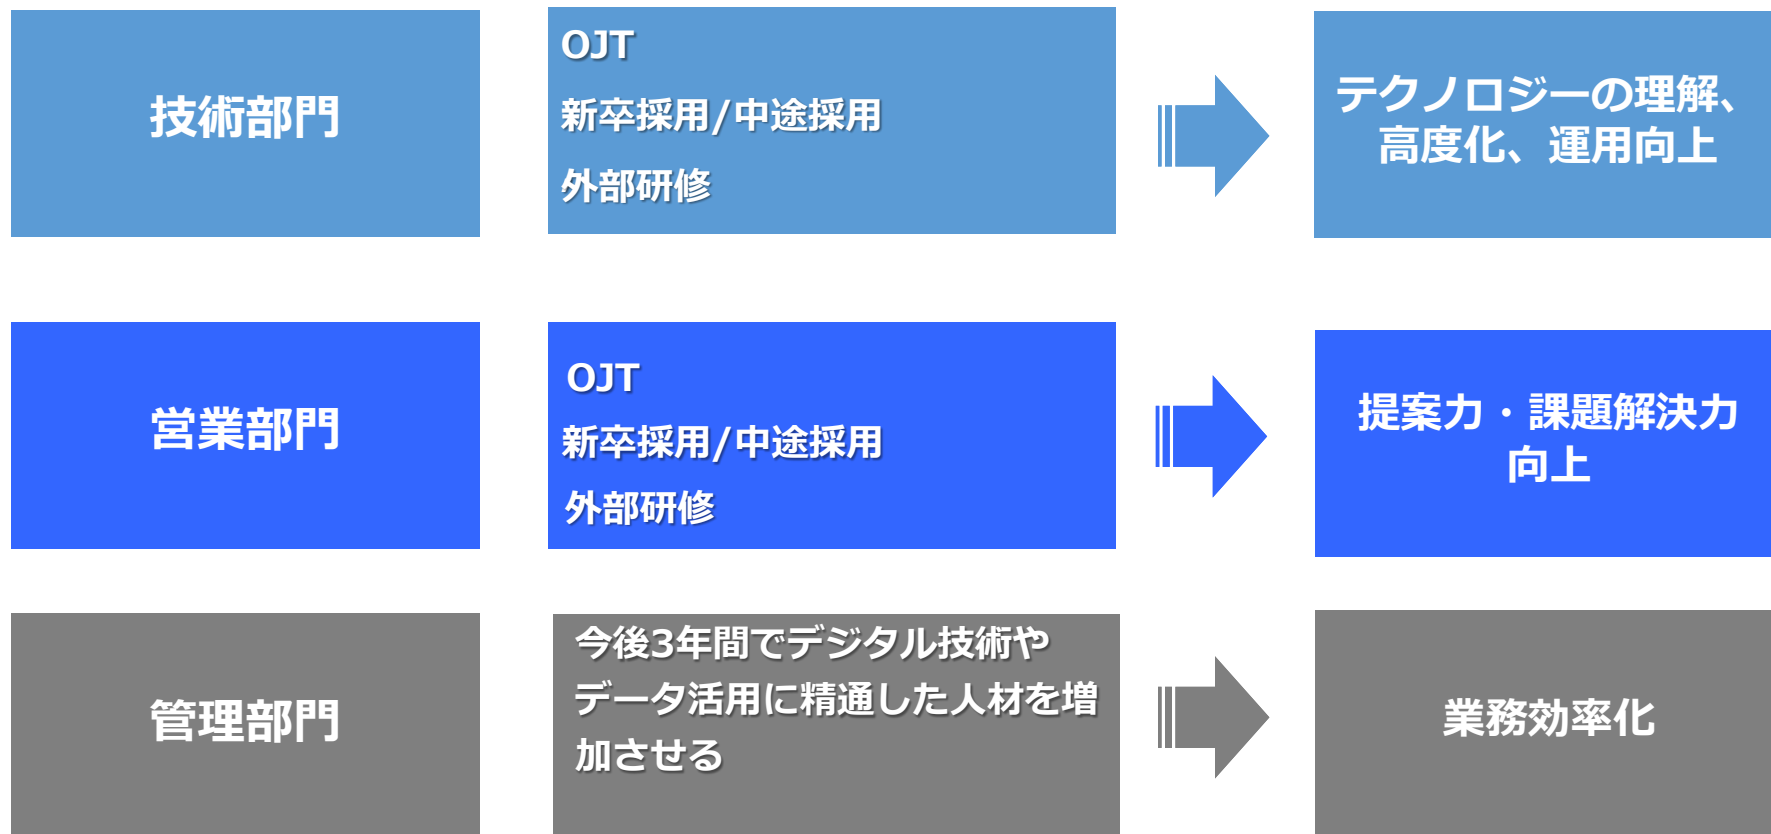 技術部門
OJT
新卒採用/中途採用
外部研修
テクノロジーの理解、
高度化、運用向上
営業部門
OJT
新卒採用/中途採用
外部研修
提案力・課題解決力
向上
管理部門
今後3年間でデジタル技術や
データ活用に精通した人材を増
加させる
業務効率化